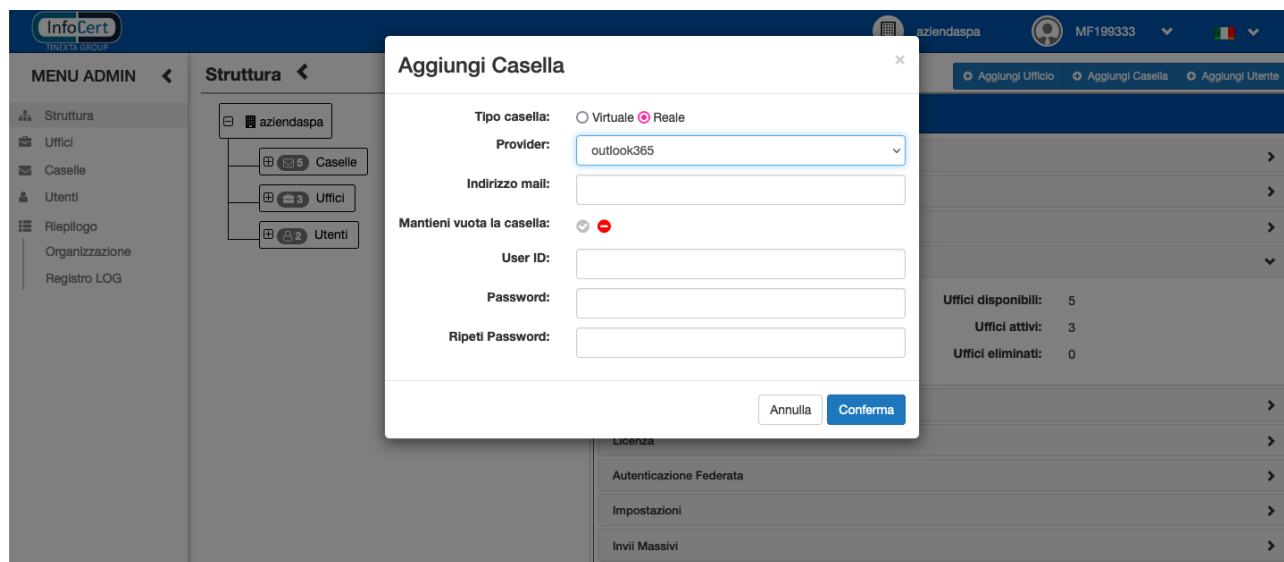 InfoCert
TINEXTA GROUP
aziendaspa
MF199333
MENU ADMIN
Struttura
Uffici
Caselle
Utenti
Riepilogo
Organizzazione
Registro LOG
Struttura
aziendaspa
5 Caselle
3 Uffici
2 Utenti
Aggiungi Ufficio
Aggiungi Casella
Aggiungi Utente
Aggiungi Casella
×
Tipo casella: Virtuale Reale
Provider: outlook365
Indirizzo mail:
Mantieni vuota la casella:
User ID:
Password:
Ripeti Password:
Annulla Conferma
Uffici disponibili: 5
Uffici attivi: 3
Uffici eliminati: 0
Licenza
Autenticazione Federata
Impostazioni
Invii Massivi